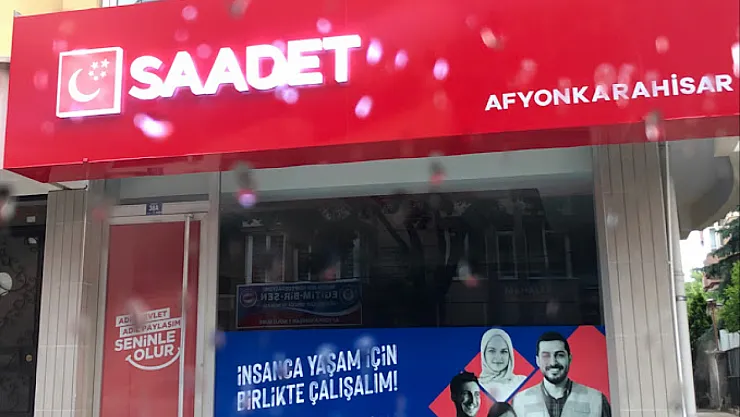 SAADET
AFYONKARAHİSAR
38A
EĞİTİM-BİR-SEN
ADİL DEVLET
ADİL PAYLAŞIM
SENİNLE
OLUR
İNSANCA YAŞAM İÇİN
BİRLİKTE ÇALIŞALIM!